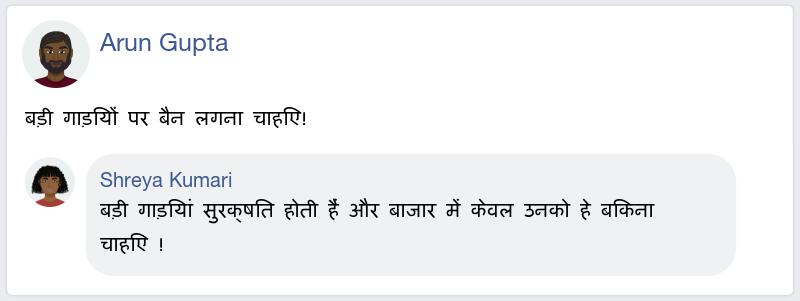 Arun Gupta
बड़ी गाड़ियों पर बैन लगना चाहिए!
Shreya Kumari
बड़ी गाड़ियां सुरक्षित होती हैं और बाजार में केवल उनको हे बिकना
चाहिए !